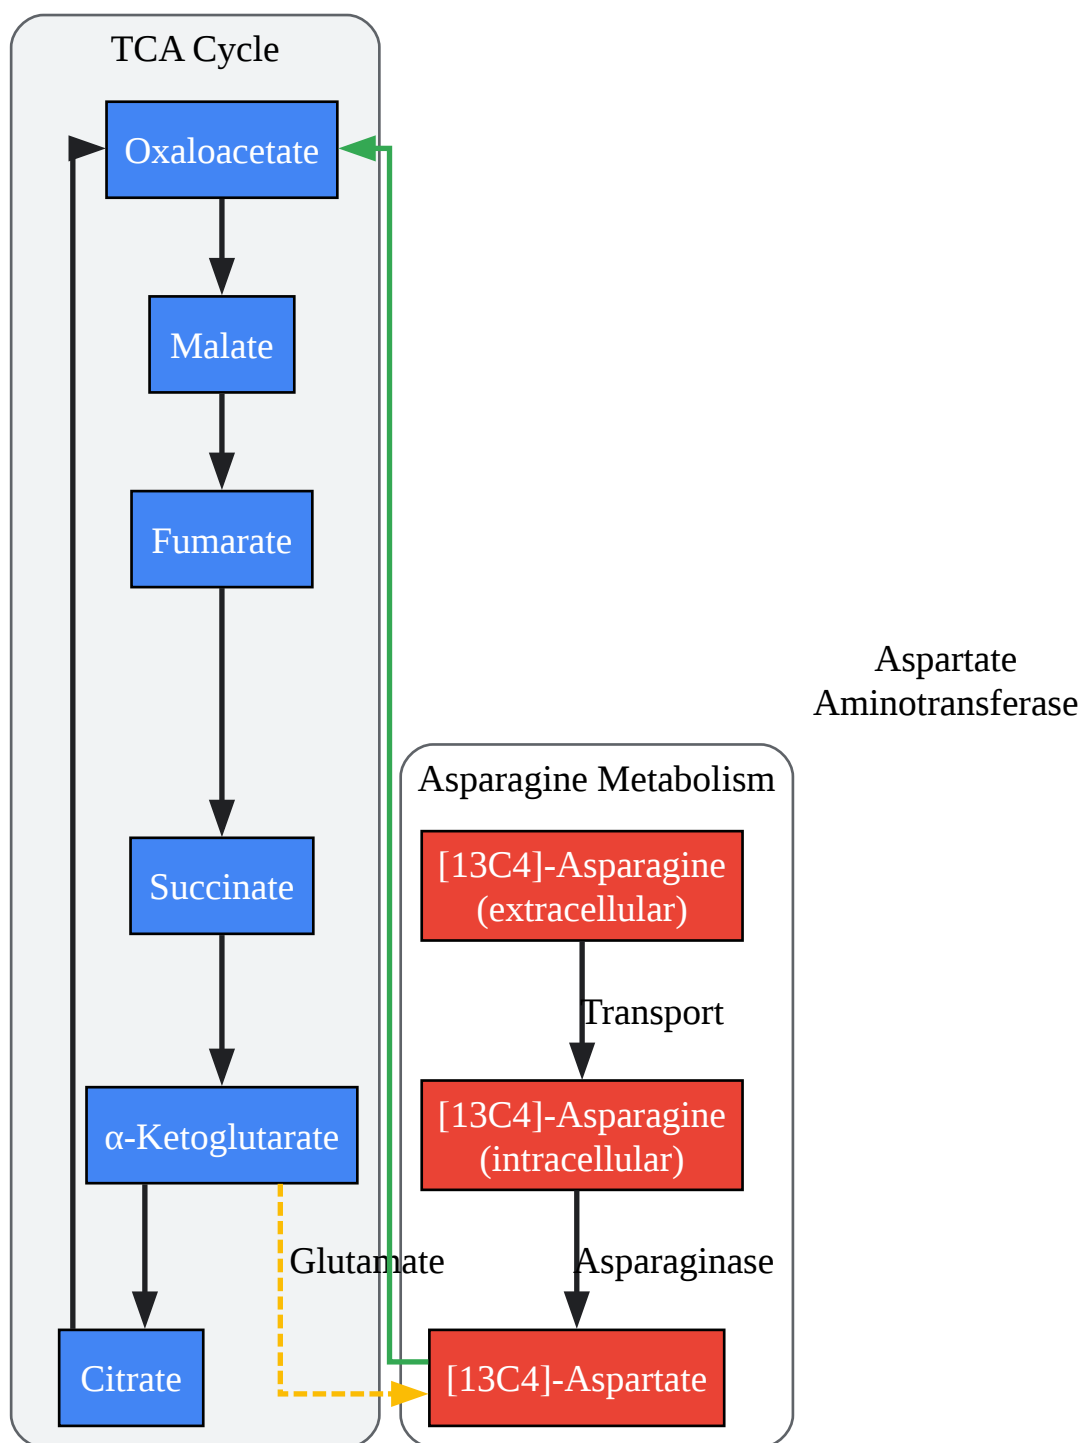 TCA Cycle
Oxaloacetate
Malate
Fumarate
Succinate
α-Ketoglutarate
Glutamate
Citrate
Aspartate
Aminotransferase
Asparagine Metabolism
[13C4]-Asparagine
(extracellular)
Transport
[13C4]-Asparagine
(intracellular)
Asparaginase
[13C4]-Aspartate